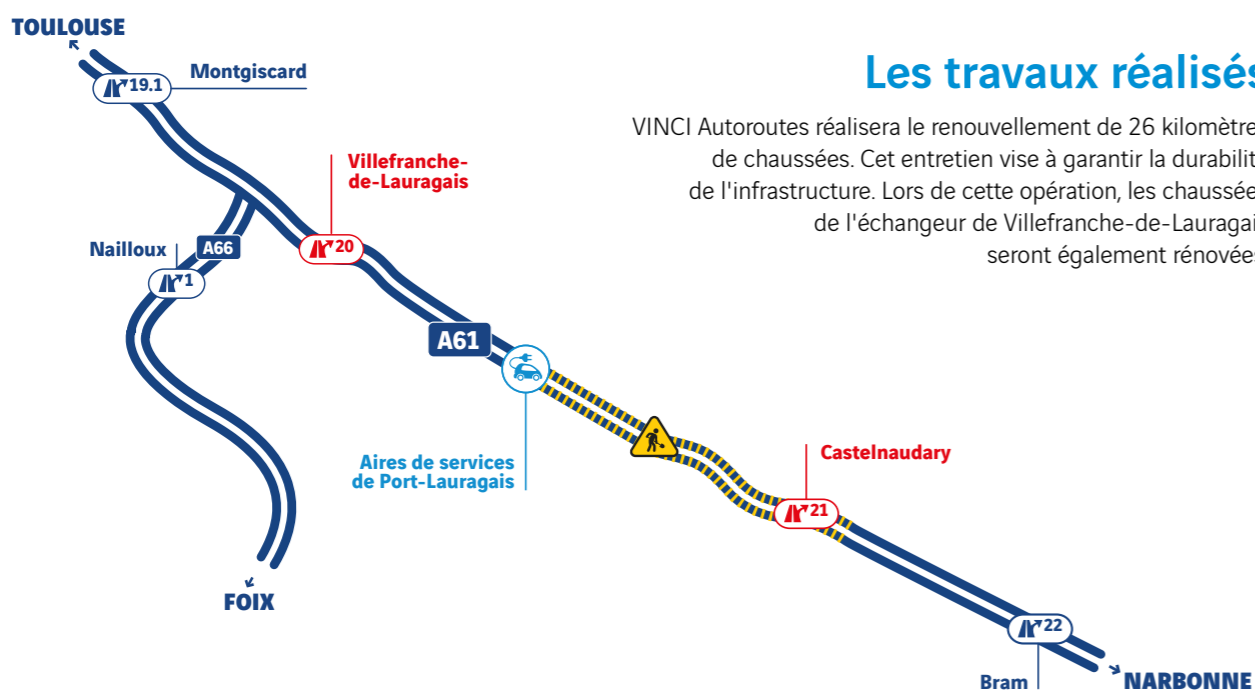 TOULOUSE
19.1
Montgiscard
Les travaux réalisés
VINCI Autoroutes réalisera le renouvellement de 26 kilomètre
de chaussées. Cet entretien vise à garantir la durabilit
de l'infrastructure. Lors de cette opération, les chaussée
de l'échangeur de Villefranche-de-Lauragai
seront également rénovées
Villefranche-
de-Lauragais
20
Nailloux
A66
1
A61
Aires de services
de Port-Lauragais
Castelnaudary
21
FOIX
22
Bram
NARBONNE